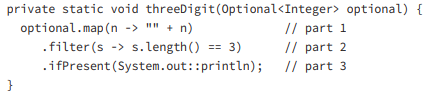 private static void threeDigit(Optional<Integer> optional) {
  optional.map(n -> "" + n)            // part 1
    .filter(s -> s.length() == 3)      // part 2
    .ifPresent(System.out::println);   // part 3
}